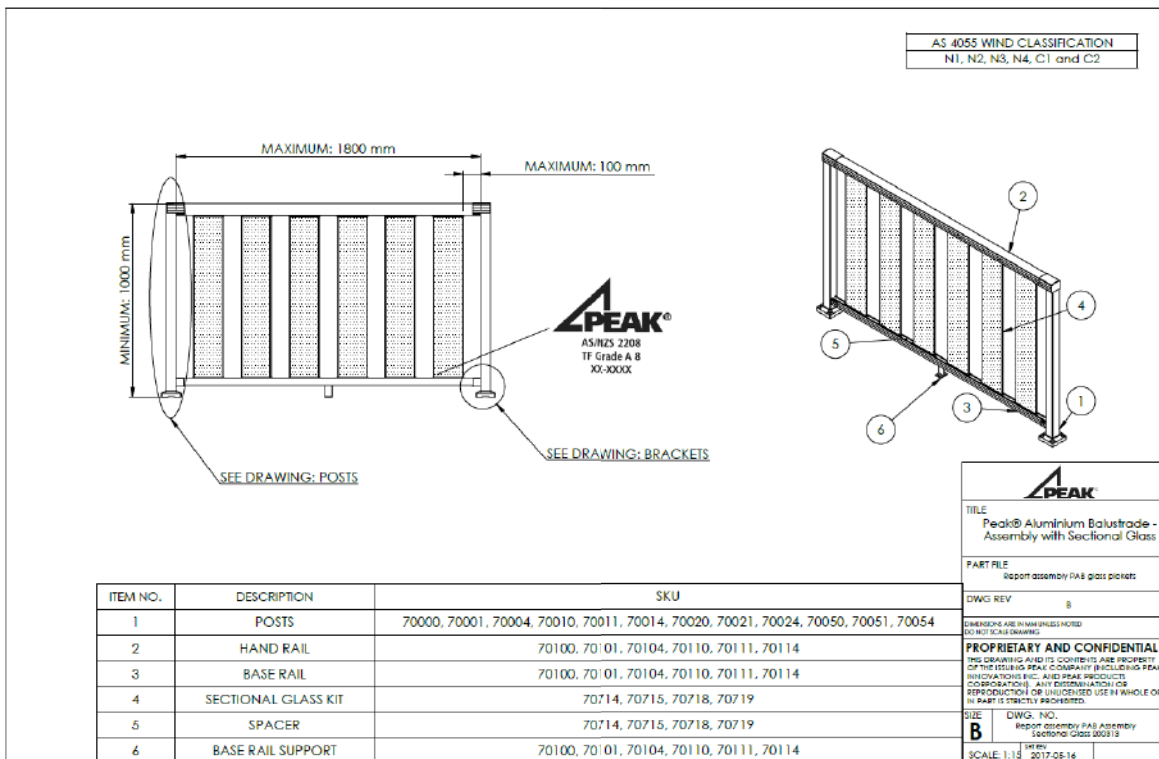 AS 4055 WIND CLASSIFICATION
N1, N2, N3, N4, C1 and C2
MAXIMUM: 1800 mm
MAXIMUM: 100 mm
MINIMUM: 1000 mm
PEAK®
AS/NZS 2208
TF Grade A 8
XX-XXXX
SEE DRAWING: POSTS
SEE DRAWING: BRACKETS
2
4
5
3
1
6
PEAK
TITLE
Peak® Aluminium Balustrade -
Assembly with Sectional Glass
PART FILE
Report assembly PAB glass pickets
DWG REV
B
DIMENSIONS ARE IN MM UNLESS NOTED
DO NOT SCALE DRAWING
PROPRIETARY AND CONFIDENTIAL
THIS DRAWING AND ITS CONTENTS ARE PROPERTY
OF THE ISSUING PEAK COMPANY (INCLUDING PEAK
INNOVATIONS INC. AND PEAK PRODUCTS
CORPORATION). ANY DISSEMINATION OR
REPRODUCTION OR UNLICENSED USE IN WHOLE OR
IN PART IS STRICTLY PROHIBITED.
SIZE
B
DWG. NO.
Report assembly PAB Assembly
Sectional Glass 200313
SCALE: 1:15
2017-05-16
ITEM NO. DESCRIPTION SKU
1 POSTS 70000, 70001, 70004, 70010, 70011, 70014, 70020, 70021, 70024, 70050, 70051, 70054
2 HAND RAIL 70100, 70101, 70104, 70110, 70111, 70114
3 BASE RAIL 70100, 70101, 70104, 70110, 70111, 70114
4 SECTIONAL GLASS KIT 70714, 70715, 70718, 70719
5 SPACER 70714, 70715, 70718, 70719
6 BASE RAIL SUPPORT 70100, 70101, 70104, 70110, 70111, 70114